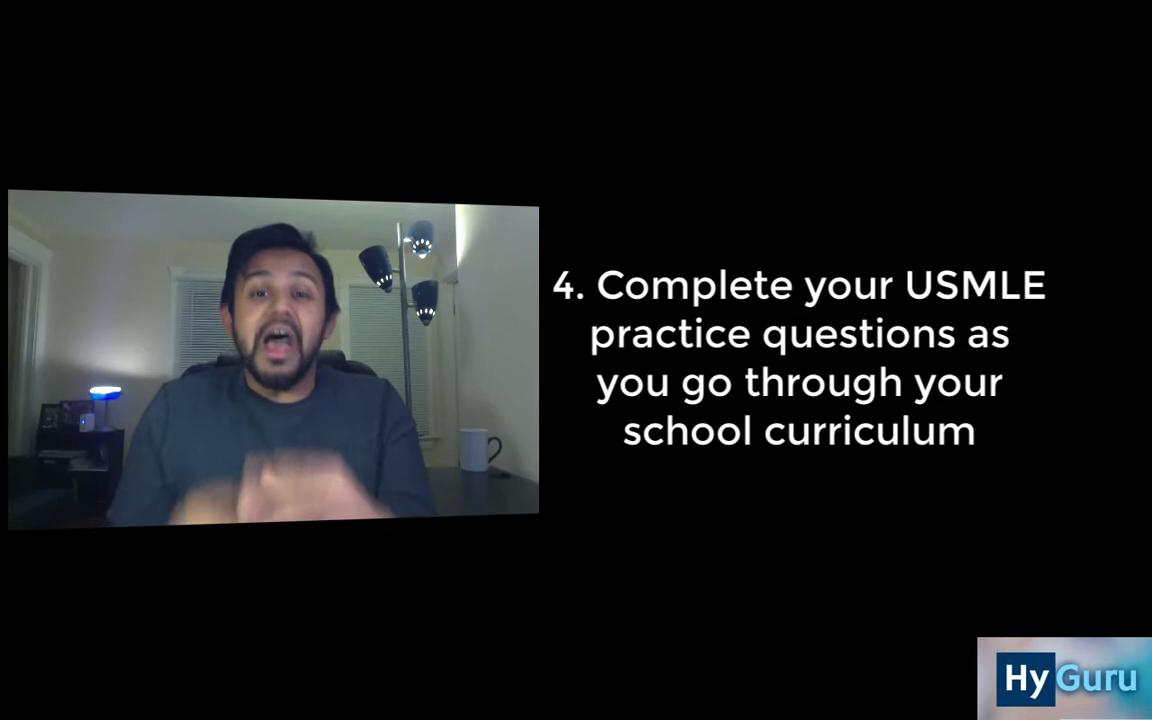 4. Complete your USMLE
practice questions as
you go through your
school curriculum
HyGuru